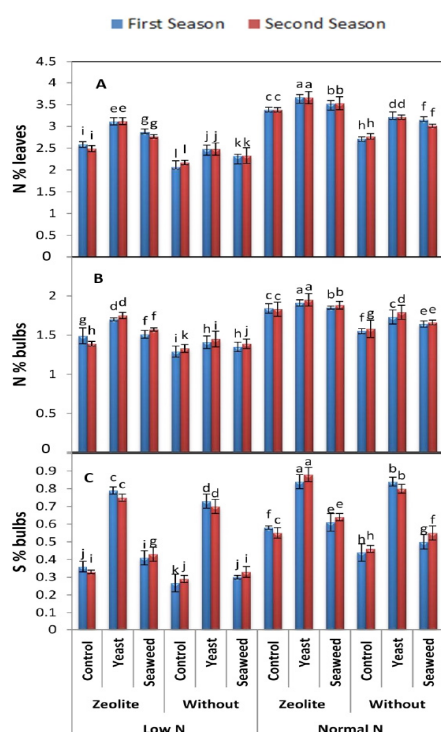 First Season Second Season
N % leaves
A
4.5
4
3.5
3
2.5
2
1.5
1
0.5
0
i i e e g g l l j j k k c c a a b b h h d d f f
N % bulbs
B
2
1.5
1
0.5
0
g h d d f f i k g h j c c a a b b f g c d g g
S % bulbs
C
0.9
0.8
0.7
0.6
0.5
0.4
0.3
0.2
0.1
0
j i c c i g k j d d j i f d a a e e h h b b g f
Control Yeast Seaweed Control Yeast Seaweed Control Yeast Seaweed Control Yeast Seaweed
Zeolite Without Zeolite Without
Low N Normal N